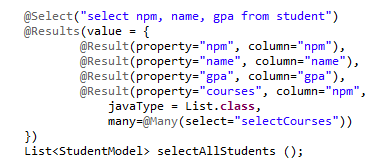 @Select("select npm, name, gpa from student")
@Results(value = {
@Result(property="npm", column="npm"),
@Result(property="name", column="name"),
@Result(property="gpa", column="gpa"),
@Result(property="courses", column="npm",
javaType = List.class,
many=@Many(select="selectCourses"))
})
List<StudentModel> selectAllStudents ();